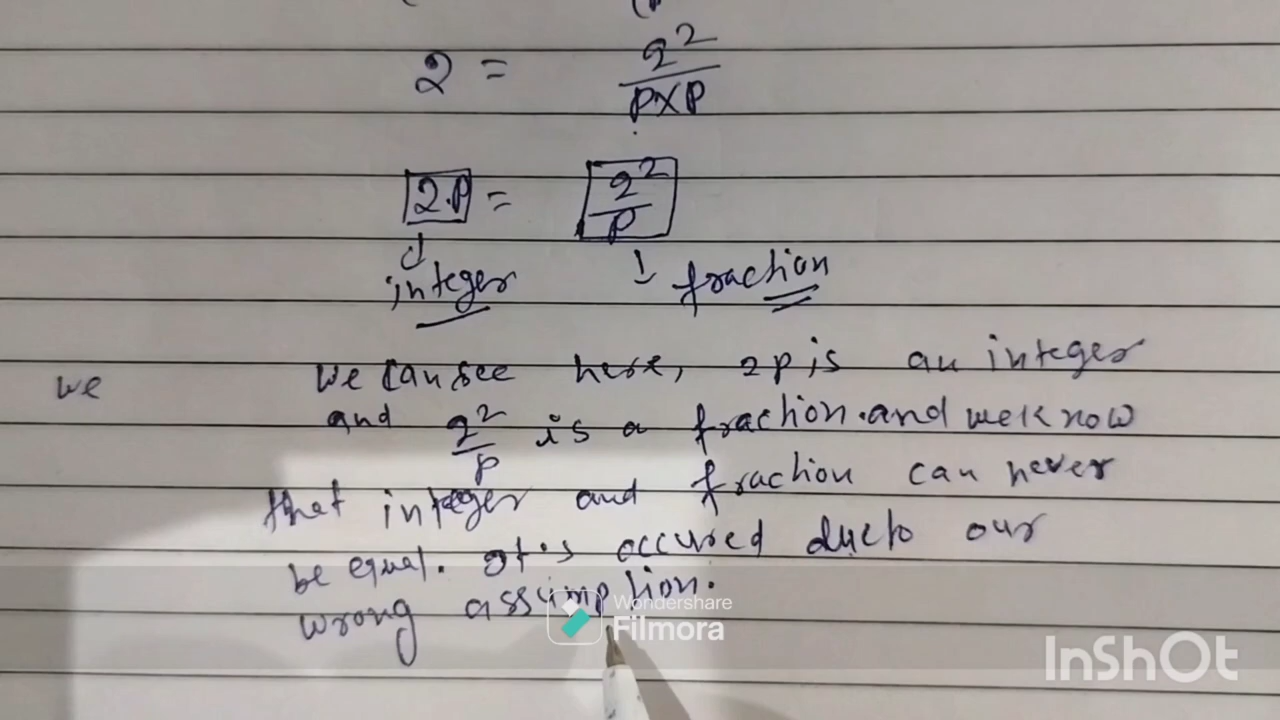 2 = q²/P×P
2.P = q²/P
integer fraction
we We can see here, 2p is an integer
and q²/p is a fraction. and we know
that integer and fraction can never
be equal. It is occured due to our
wrong assumption.
Wondershare
Filmora
InShOt